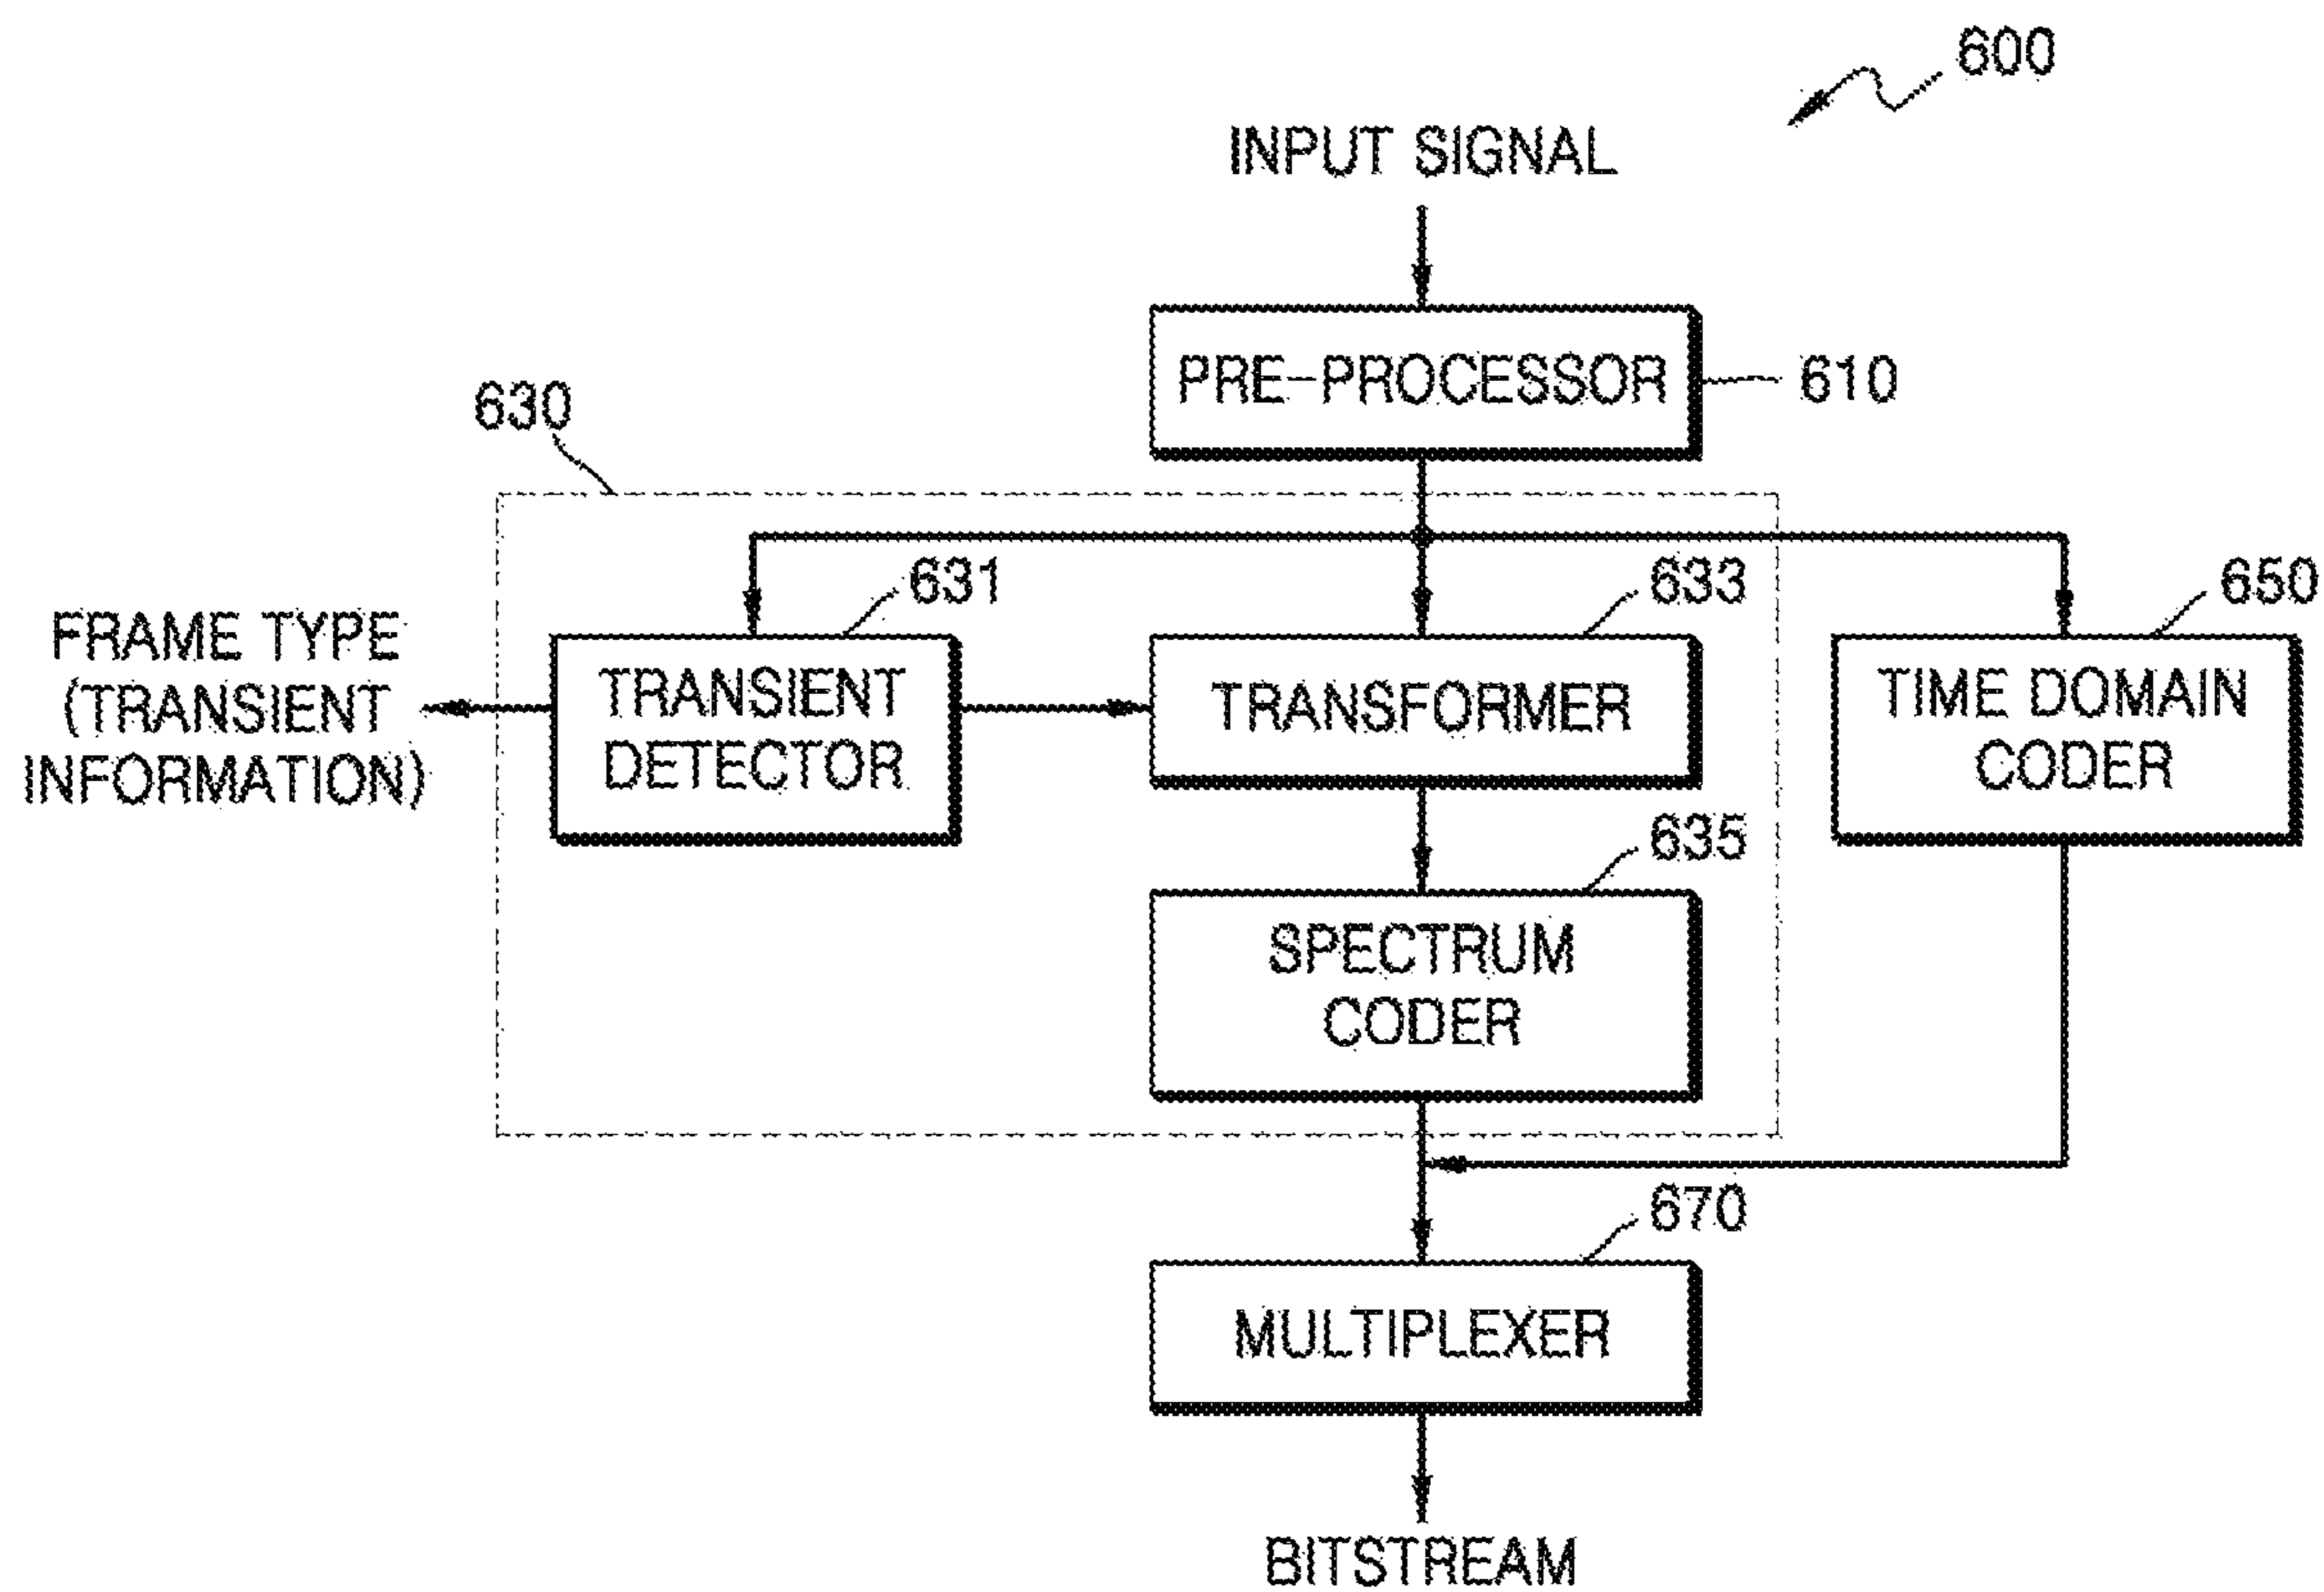 600
INPUT SIGNAL
PRE-PROCESSOR
610
630
631
633
650
FRAME TYPE
(TRANSIENT
INFORMATION)
TRANSIENT
DETECTOR
TRANSFORMER
TIME DOMAIN
CODER
635
SPECTRUM
CODER
670
MULTIPLEXER
BITSTREAM